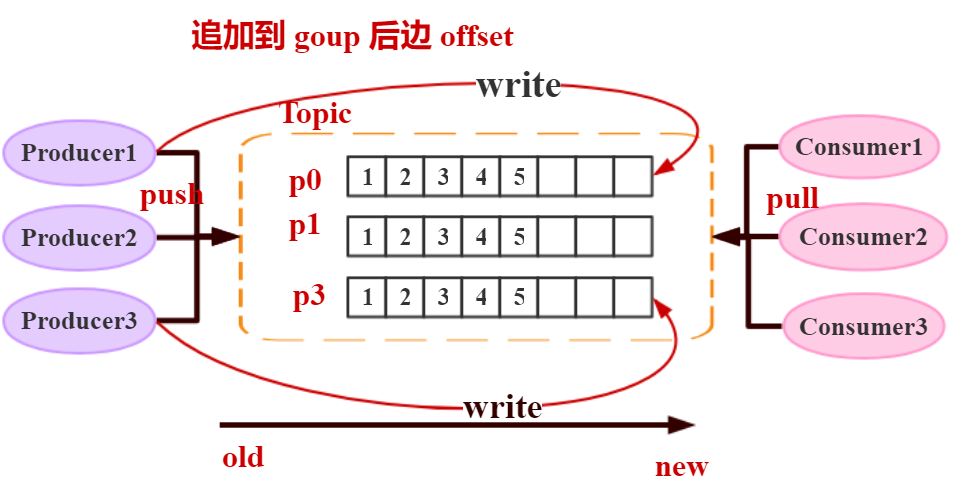 追加到 goup 后边 offset
write
Topic
Producer1
Consumer1
p0
1 2 3 4 5
push
pull
p1
1 2 3 4 5
Producer2
Consumer2
p3
1 2 3 4 5
Producer3
Consumer3
write
old
new